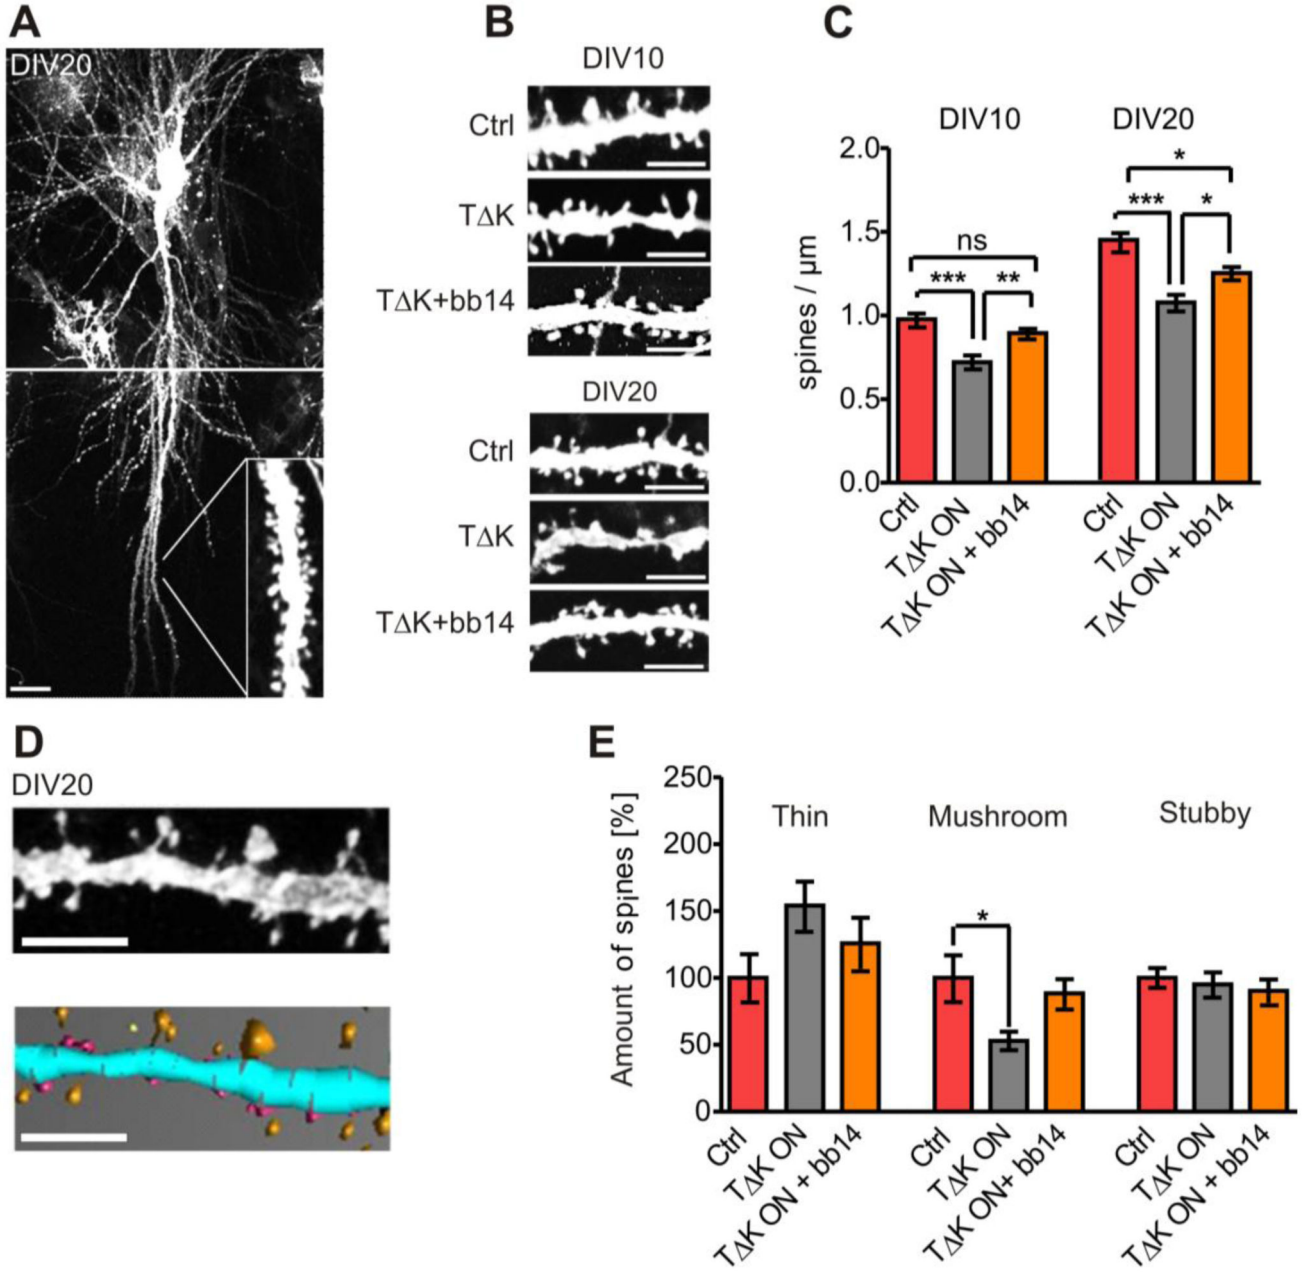 A
DIV20
B
DIV10
Ctrl
TΔK
TΔK+bb14
DIV20
Ctrl
TΔK
TΔK+bb14
C
DIV10
DIV20
spines / µm
2.0
1.5
1.0
0.5
0.0
ns
***
**
*
***
*
Crtl
TΔK ON
TΔK ON + bb14
Ctrl
TΔK ON
TΔK ON + bb14
D
DIV20
E
Amount of spines [%]
250
200
150
100
50
0
Thin
Mushroom
Stubby
*
Ctrl
TΔK ON
TΔK ON + bb14
Ctrl
TΔK ON
TΔK ON+ bb14
Ctrl
TΔK ON
TΔK ON + bb14